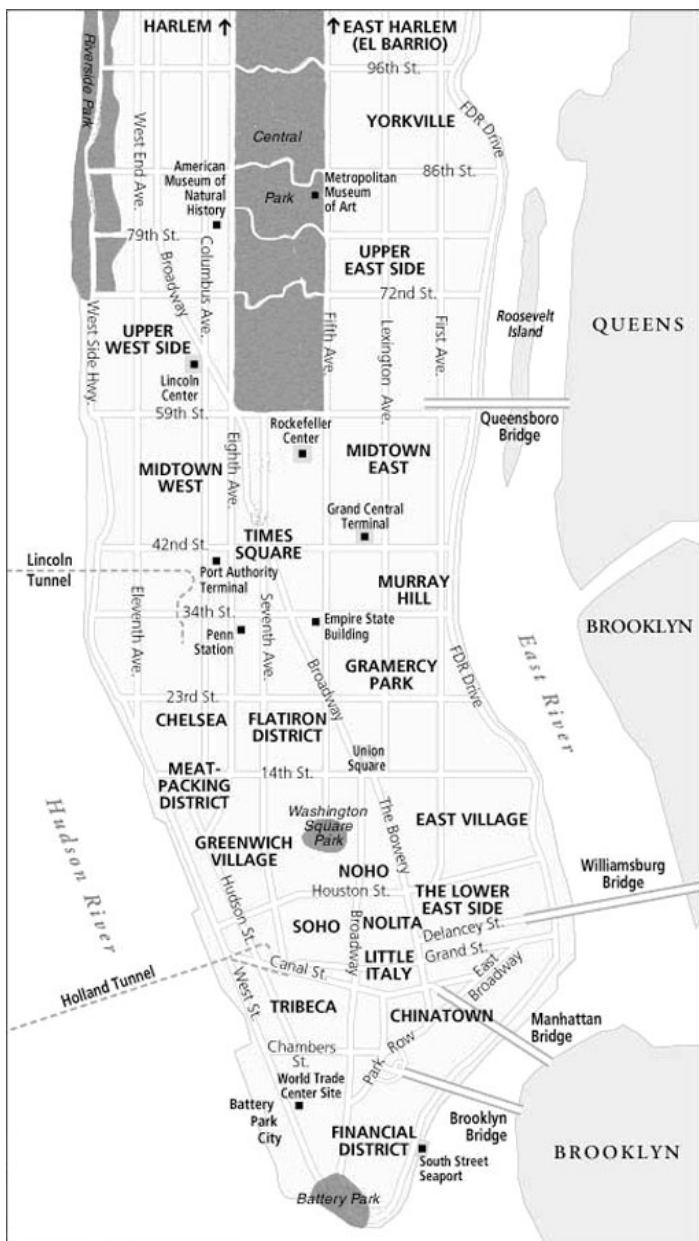 HARLEM ↑
↑ EAST HARLEM
(EL BARRIO)
96th St.
Riverside Park
West End Ave.
Central
Park
YORKVILLE
FDR Drive
American
Museum of
Natural
History
Metropolitan
Museum
of Art
86th St.
79th St.
Broadway
Columbus Ave.
UPPER
EAST SIDE
72nd St.
West Side Hwy.
UPPER
WEST SIDE
Lincoln
Center
Fifth Ave.
Lexington
Ave.
First Ave.
Roosevelt
Island
QUEENS
59th St.
Queensboro
Bridge
Rockefeller
Center
Eighth Ave.
MIDTOWN
WEST
MIDTOWN
EAST
Grand Central
Terminal
TIMES
SQUARE
42nd St.
Lincoln
Tunnel
Port Authority
Terminal
MURRAY
HILL
Eleventh Ave.
34th St.
Penn
Station
Seventh Ave.
Empire State
Building
BROOKLYN
GRAMERCY
PARK
Broadway
FDR Drive
East River
23rd St.
CHELSEA
FLATIRON
DISTRICT
Union
Square
14th St.
MEAT-
PACKING
DISTRICT
Hudson River
Washington
Square
Park
The Bowery
EAST VILLAGE
GREENWICH
VILLAGE
NOHO
Williamsburg
Bridge
Hudson St.
Houston St.
THE LOWER
EAST SIDE
SOHO
Broadway
NOLITA
Delancey St.
Grand St.
LITTLE
ITALY
East
Broadway
Canal St.
Holland Tunnel
West St.
TRIBECA
CHINATOWN
Manhattan
Bridge
Chambers
St.
Park Row
World Trade
Center Site
Battery
Park
City
Brooklyn
Bridge
FINANCIAL
DISTRICT
South Street
Seaport
BROOKLYN
Battery Park